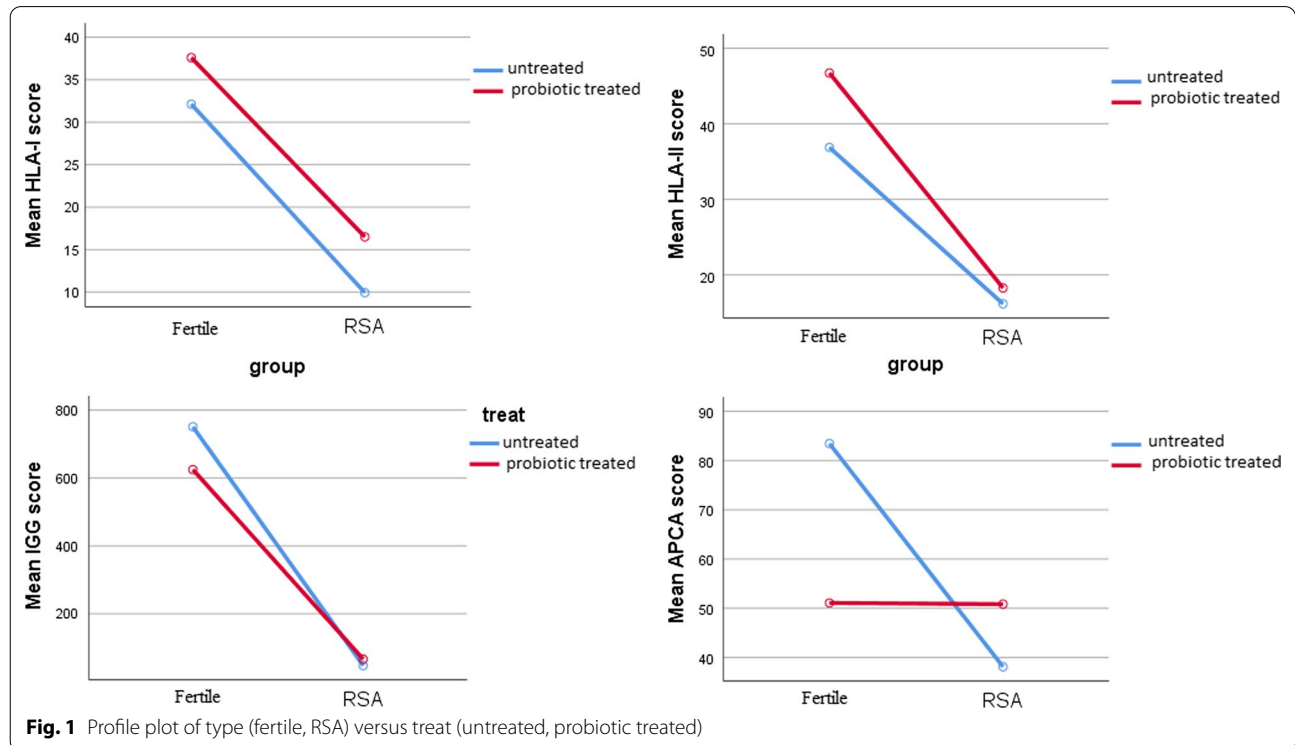 Mean HLA-I score
40
35
30
25
20
15
10
Fertile
RSA
group
untreated
probiotic treated
Mean HLA-II score
50
40
30
20
Fertile
RSA
group
untreated
probiotic treated
Mean IGG score
800
600
400
200
Fertile
RSA
treat
untreated
probiotic treated
Mean APCA score
90
80
70
60
50
40
Fertile
RSA
untreated
probiotic treated
Fig. 1 Profile plot of type (fertile, RSA) versus treat (untreated, probiotic treated)